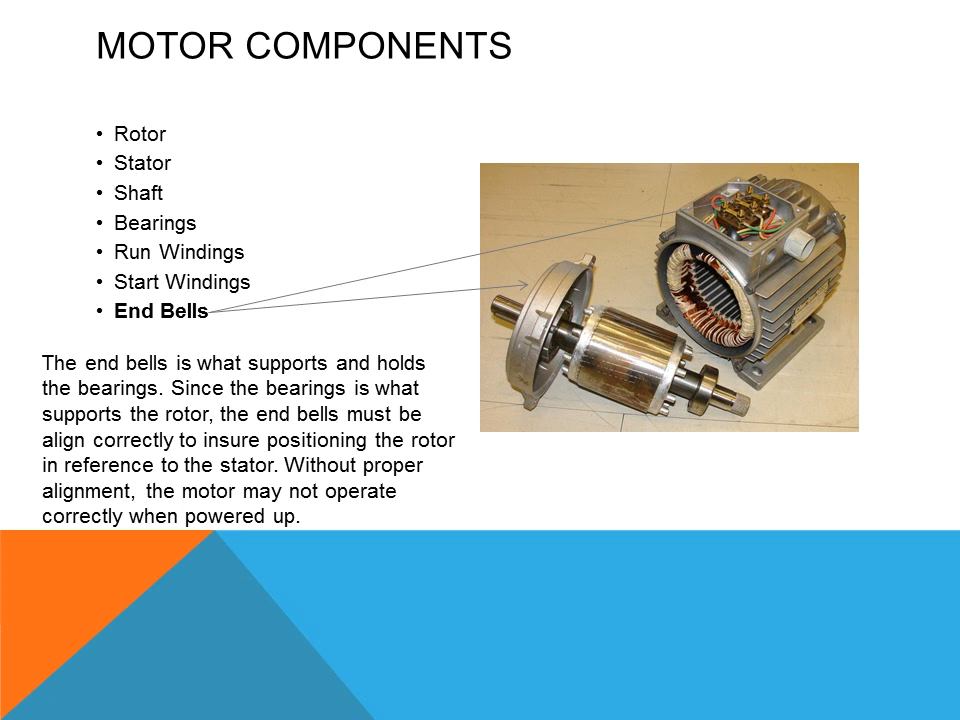 MOTOR COMPONENTS
• Rotor
• Stator
• Shaft
• Bearings
• Run Windings
• Start Windings
• End Bells
The end bells is what supports and holds
the bearings. Since the bearings is what
supports the rotor, the end bells must be
align correctly to insure positioning the rotor
in reference to the stator. Without proper
alignment, the motor may not operate
correctly when powered up.